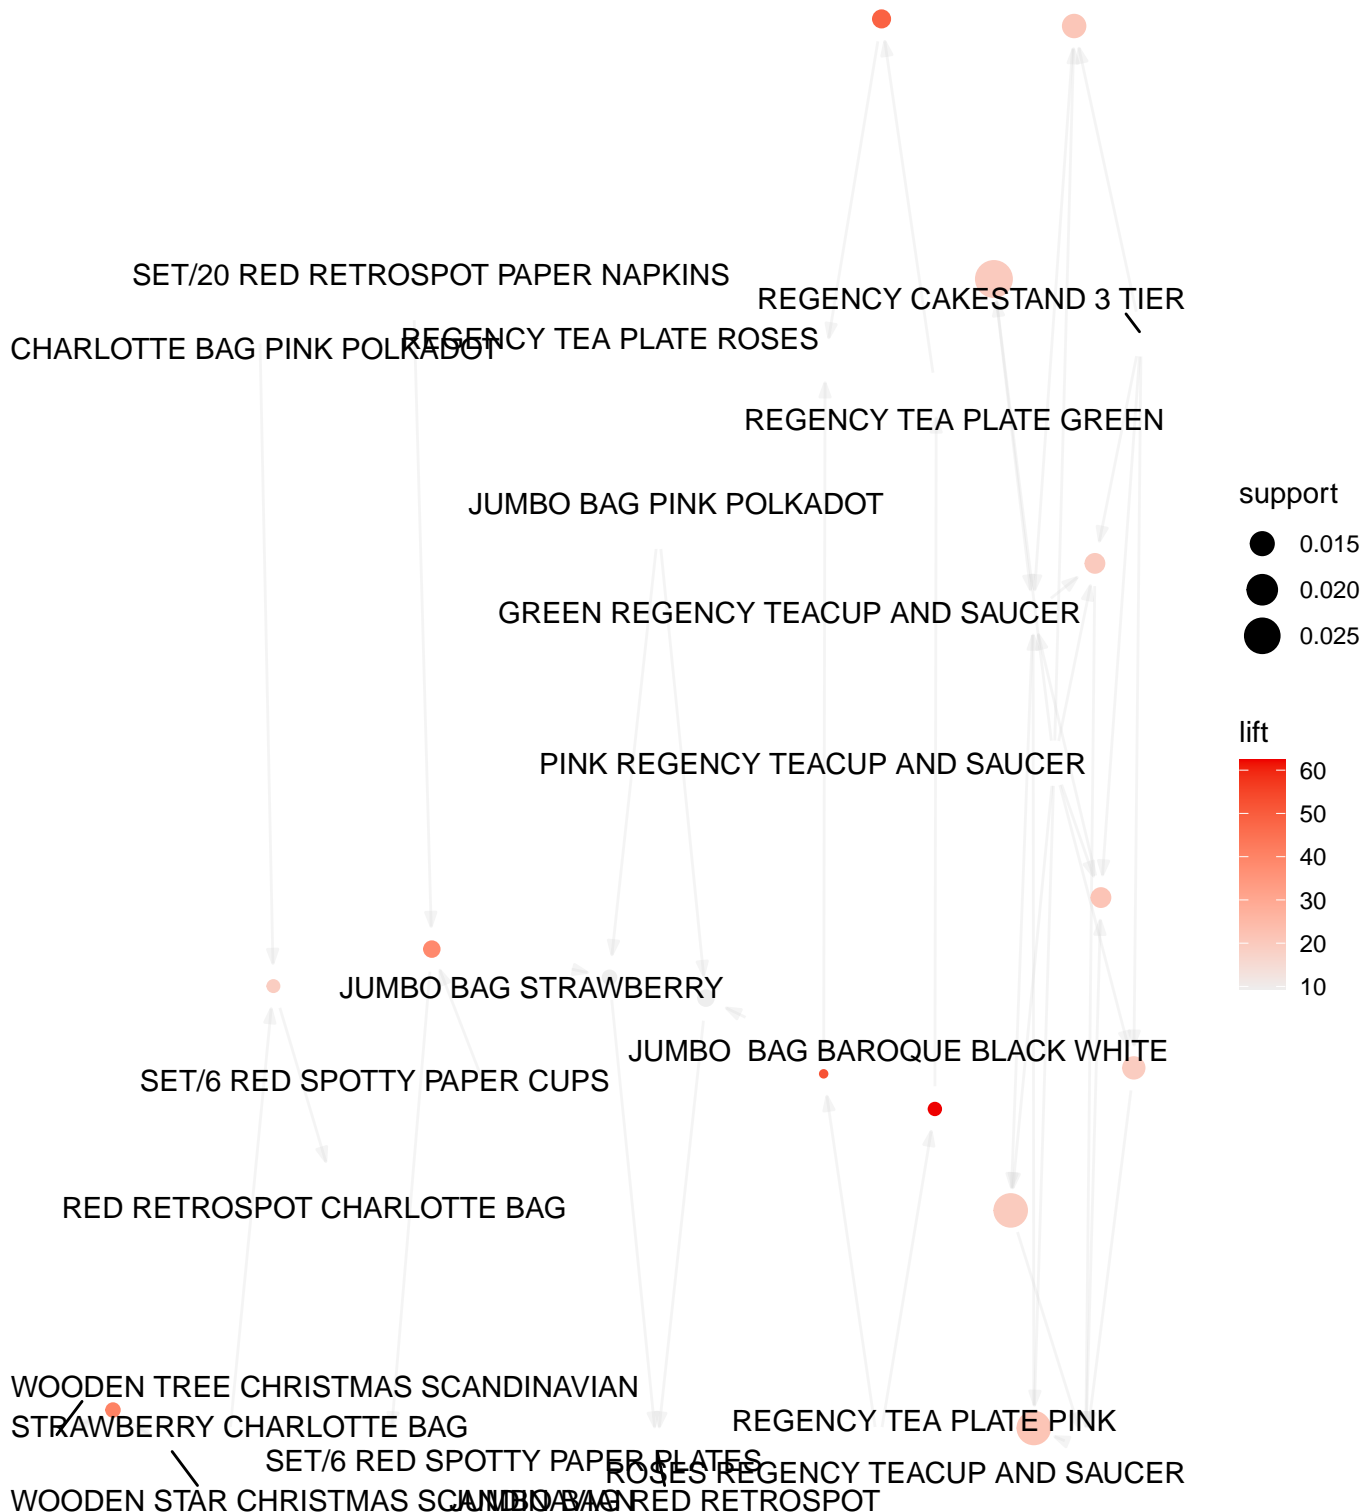 SET/20 RED RETROSPOT PAPER NAPKINS
REGENCY CAKESTAND 3 TIER
CHARLOTTE BAG PINK POLKADOT
REGENCY TEA PLATE ROSES
REGENCY TEA PLATE GREEN
JUMBO BAG PINK POLKADOT
GREEN REGENCY TEACUP AND SAUCER
PINK REGENCY TEACUP AND SAUCER
JUMBO BAG STRAWBERRY
JUMBO  BAG BAROQUE BLACK WHITE
SET/6 RED SPOTTY PAPER CUPS
RED RETROSPOT CHARLOTTE BAG
WOODEN TREE CHRISTMAS SCANDINAVIAN
STRAWBERRY CHARLOTTE BAG
REGENCY TEA PLATE PINK
SET/6 RED SPOTTY PAPER PLATES
ROSES REGENCY TEACUP AND SAUCER
WOODEN STAR CHRISTMAS SCANDINAVIAN
JUMBO BAG RED RETROSPOT
support
0.015
0.020
0.025
lift
60
50
40
30
20
10